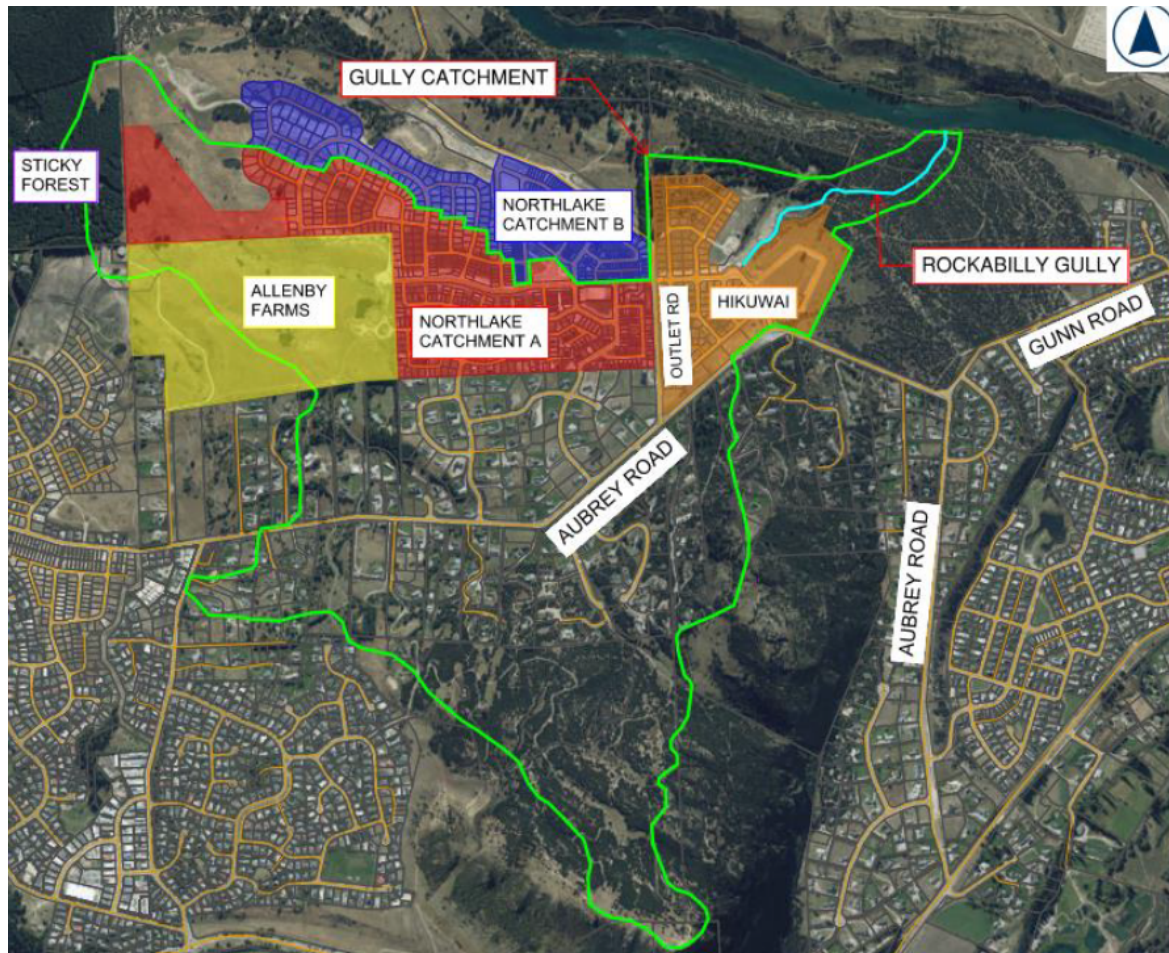 GULLY CATCHMENT
STICKY
FOREST
NORTHLAKE
CATCHMENT B
ROCKABILLY GULLY
ALLENBY
FARMS
HIKUWAI
NORTHLAKE
CATCHMENT A
OUTLET RD
GUNN ROAD
AUBREY ROAD
AUBREY ROAD